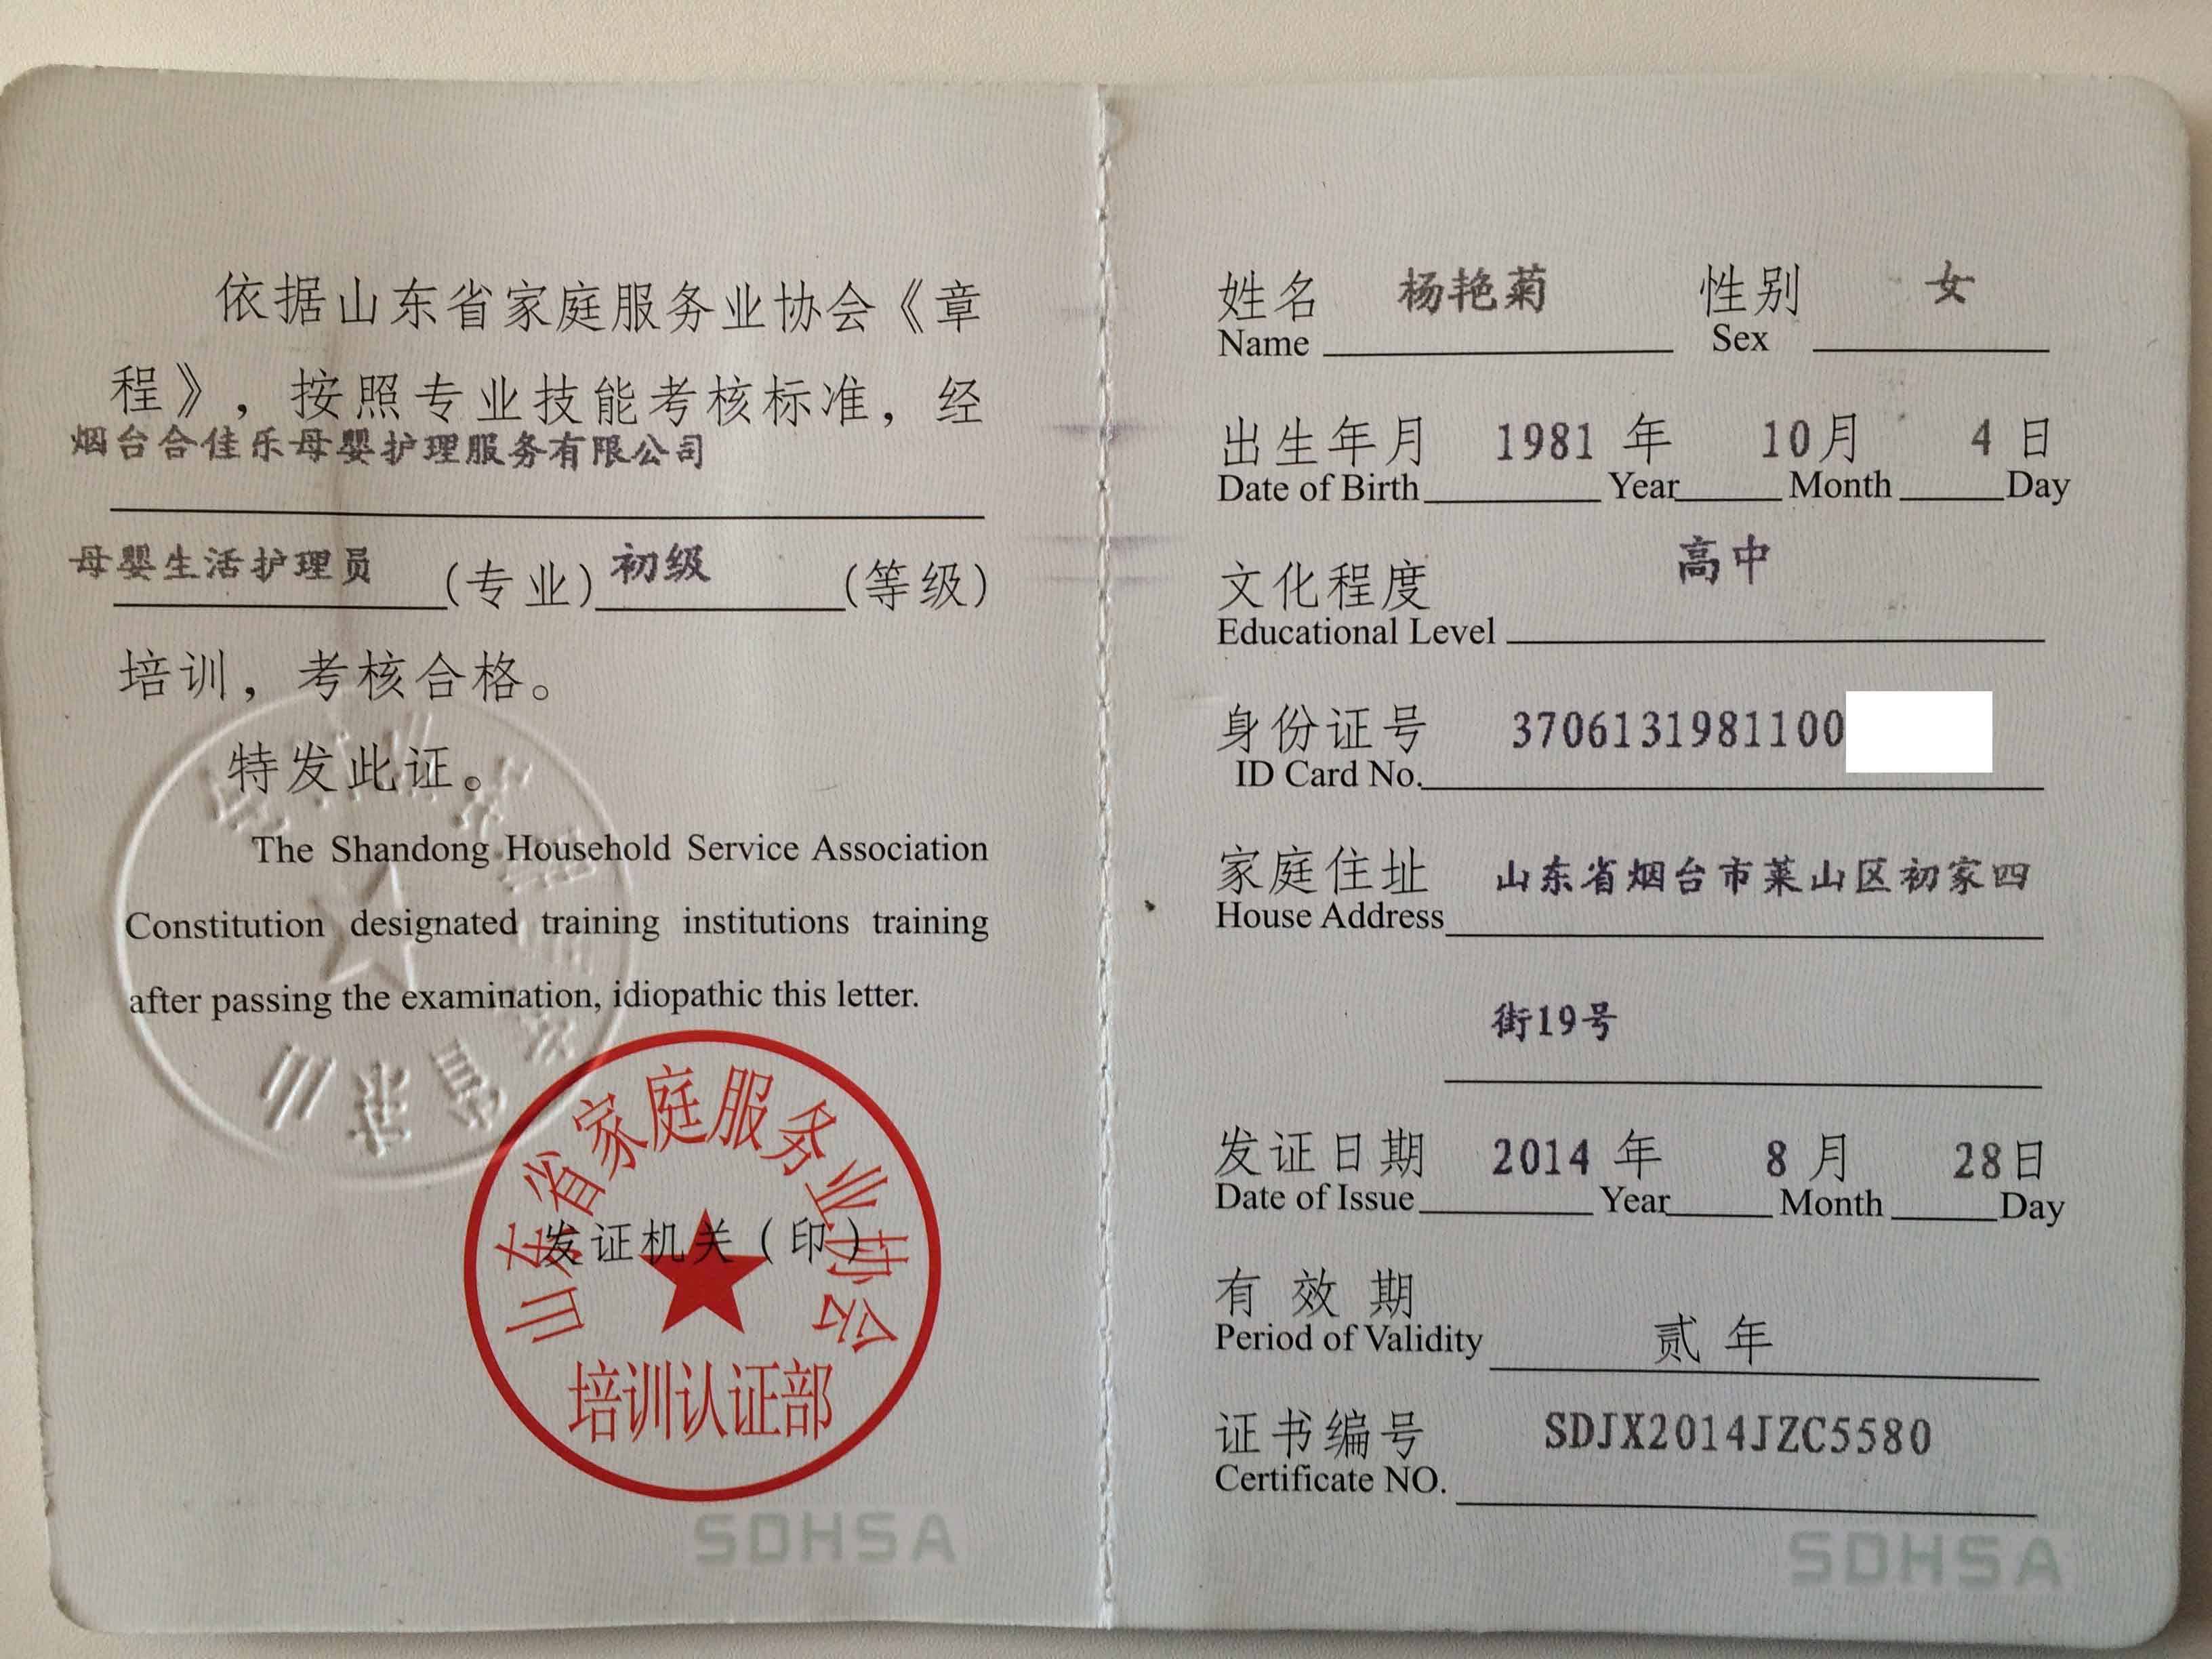 依据山东省家庭服务业协会《章
程》，按照专业技能考核标准，经
烟台合佳乐母婴护理服务有限公司
母婴生活护理员(专业)初级(等级)
培训，考核合格。
特发此证。
The Shandong Household Service Association
Constitution designated training institutions training
after passing the examination, idiopathic this letter.
山东省家庭服务业协会
发证机关（印）
培训认证部
SDHSA
姓名 杨艳菊 性别 女
Name Sex
出生年月 1981 年 10 月 4 日
Date of Birth Year Month Day
文化程度 高中
Educational Level
身份证号 3706131981100
ID Card No.
家庭住址 山东省烟台市莱山区初家四
House Address
街19号
发证日期 2014 年 8 月 28 日
Date of Issue Year Month Day
有效期
Period of Validity 贰年
证书编号 SDJX2014JZC5580
Certificate NO.
SDHSA